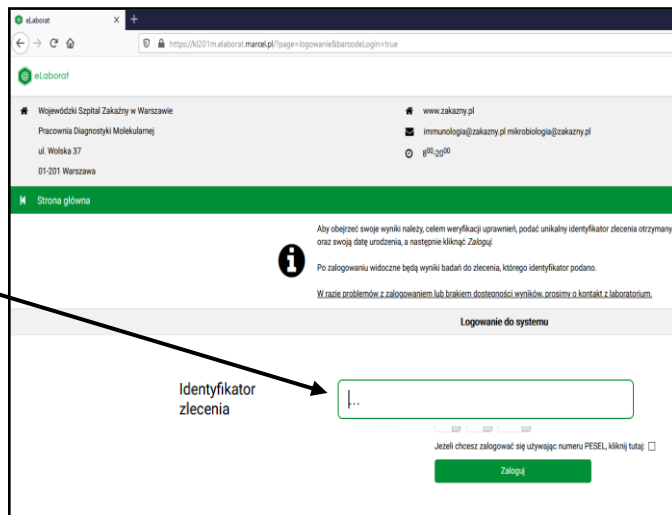 eLaborat
https://kl201m.elaborat.marcel.pl/?page=logowanie&barcodeLogin=true
eLaborat
Wojewódzki Szpital Zakaźny w Warszawie
Pracownia Diagnostyki Molekularnej
ul. Wolska 37
01-201 Warszawa
www.zakazny.pl
immunologia@zakazny.pl mikrobiologia@zakazny.pl
8⁰⁰-20⁰⁰
Strona główna
Aby obejrzeć swoje wyniki należy, celem weryfikacji uprawnień, podać unikalny identyfikator zlecenia otrzymany
oraz swoją datę urodzenia, a następnie kliknąć Zaloguj.
Po zalogowaniu widoczne będą wyniki badań do zlecenia, którego identyfikator podano.
W razie problemów z zalogowaniem lub brakiem dostępności wyników, prosimy o kontakt z laboratorium.
Logowanie do systemu
Identyfikator
zlecenia
...
Jeżeli chcesz zalogować się używając numeru PESEL, kliknij tutaj:
Zaloguj